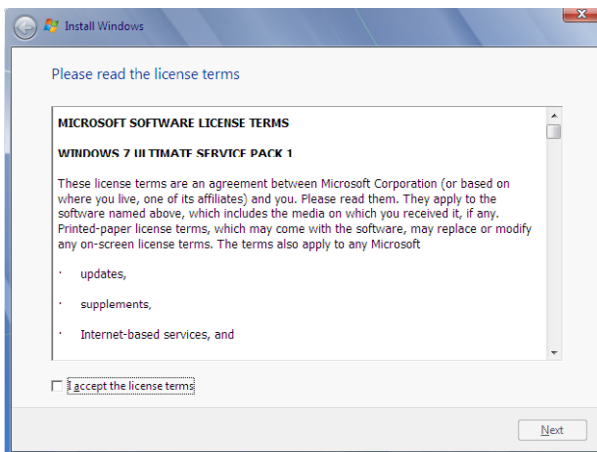 Install Windows
Please read the license terms
MICROSOFT SOFTWARE LICENSE TERMS
WINDOWS 7 ULTIMATE SERVICE PACK 1
These license terms are an agreement between Microsoft Corporation (or based on
where you live, one of its affiliates) and you. Please read them. They apply to the
software named above, which includes the media on which you received it, if any.
Printed-paper license terms, which may come with the software, may replace or modify
any on-screen license terms. The terms also apply to any Microsoft
· updates,
· supplements,
· Internet-based services, and
I accept the license terms
Next